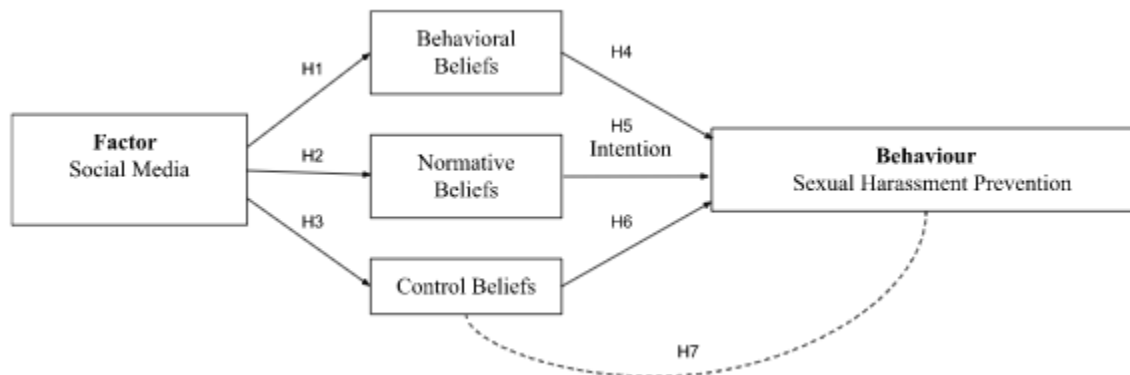 Factor
Social Media
H1
H2
H3
Behavioral
Beliefs
Normative
Beliefs
Control Beliefs
H4
H5
Intention
H6
Behaviour
Sexual Harassment Prevention
H7